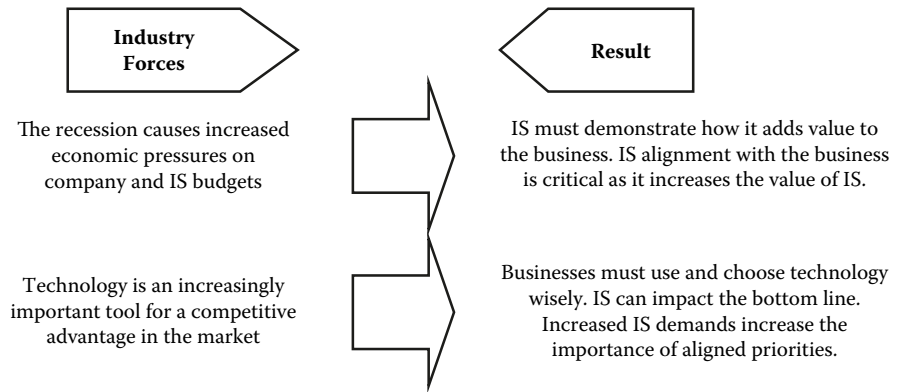 Industry
Forces
Result
The recession causes increased
economic pressures on
company and IS budgets
IS must demonstrate how it adds value to
the business. IS alignment with the business
is critical as it increases the value of IS.
Technology is an increasingly
important tool for a competitive
advantage in the market
Businesses must use and choose technology
wisely. IS can impact the bottom line.
Increased IS demands increase the
importance of aligned priorities.